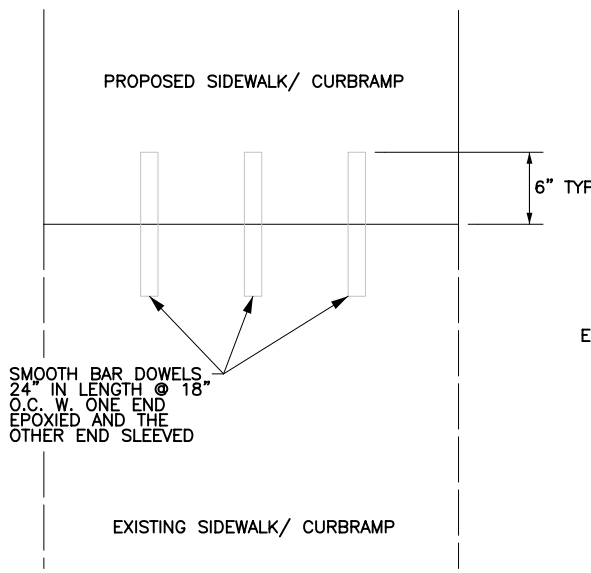 PROPOSED SIDEWALK/ CURBRAMP
6" TYP
E
SMOOTH BAR DOWELS
24" IN LENGTH @ 18"
O.C. W. ONE END
EPOXIED AND THE
OTHER END SLEEVED
EXISTING SIDEWALK/ CURBRAMP